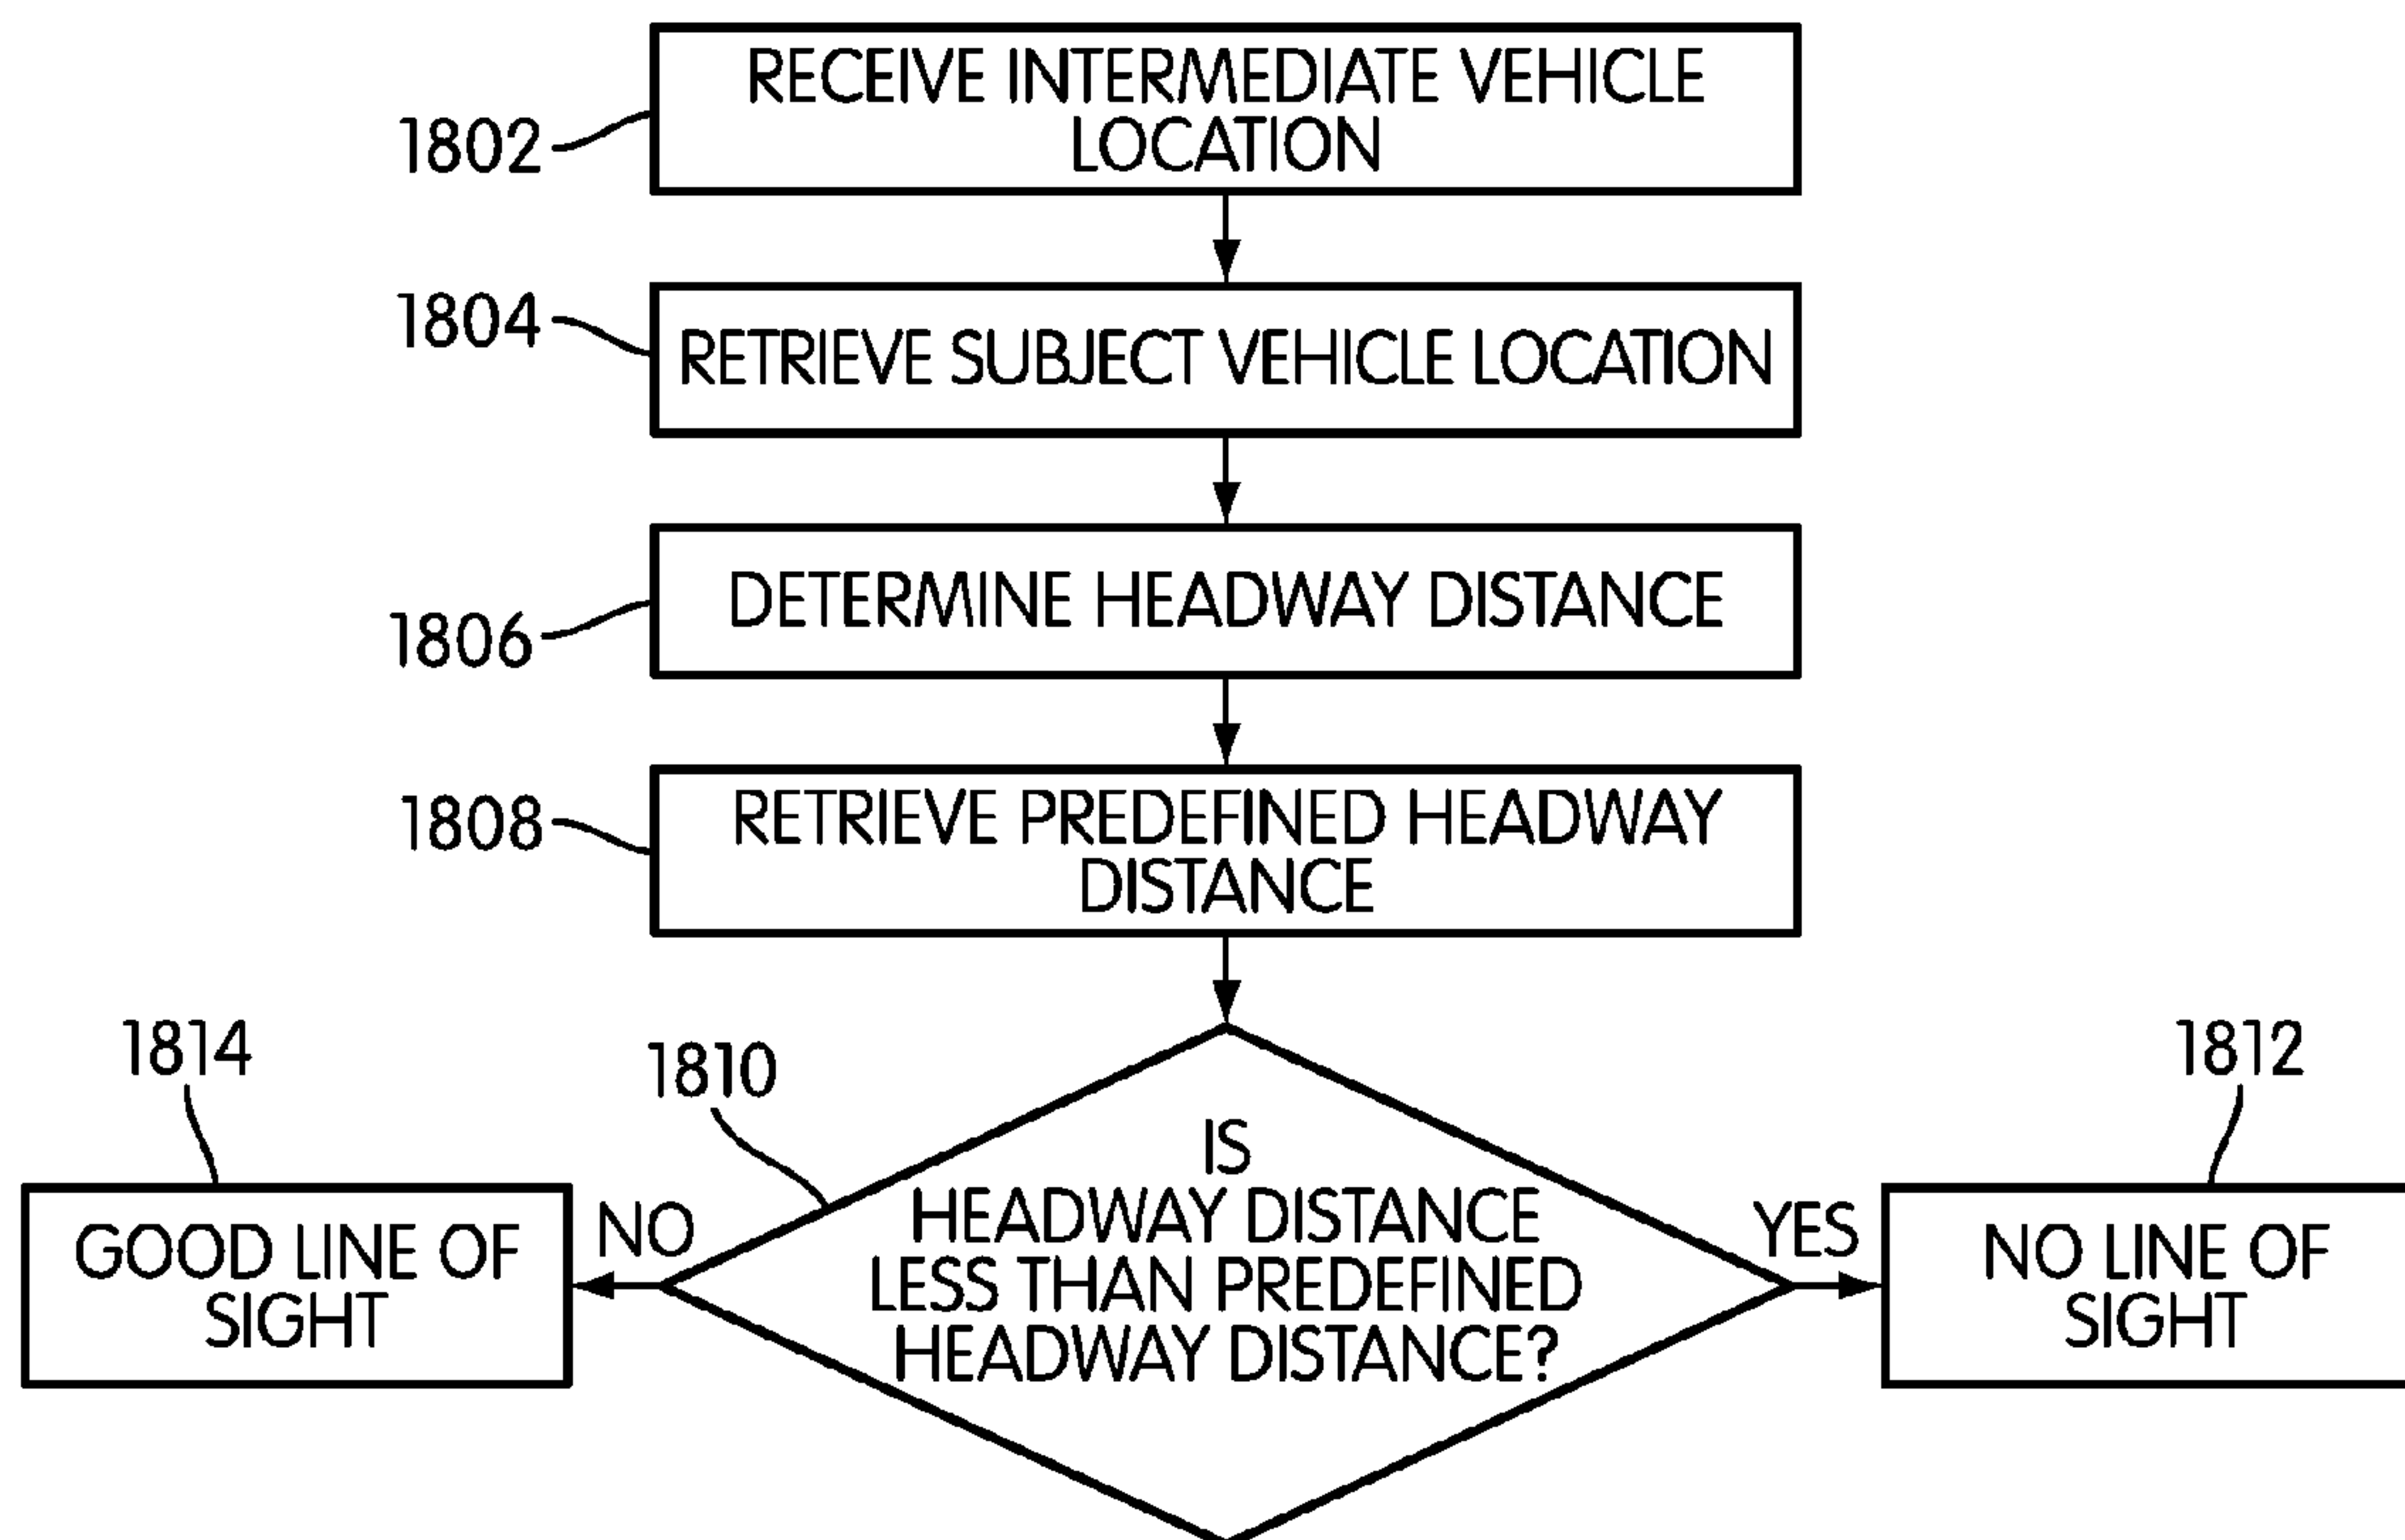 RECEIVE INTERMEDIATE VEHICLE
LOCATION
1802
1804
RETRIEVE SUBJECT VEHICLE LOCATION
DETERMINE HEADWAY DISTANCE
1806
RETRIEVE PREDEFINED HEADWAY
DISTANCE
1808
1814
1810
1812
IS
HEADWAY DISTANCE
LESS THAN PREDEFINED
HEADWAY DISTANCE?
NO
YES
GOOD LINE OF
SIGHT
NO LINE OF
SIGHT